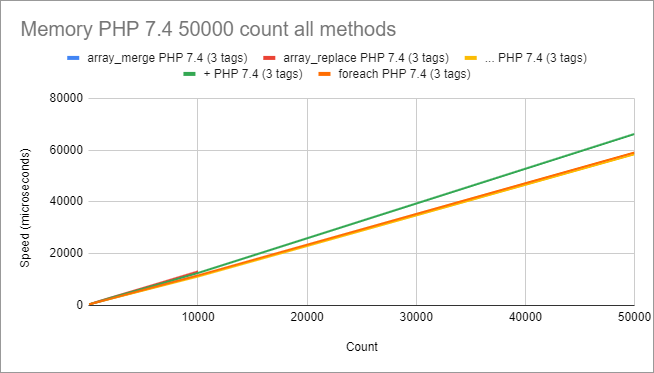 Memory PHP 7.4 50000 count all methods
array_merge PHP 7.4 (3 tags) array_replace PHP 7.4 (3 tags) ... PHP 7.4 (3 tags)
+ PHP 7.4 (3 tags) foreach PHP 7.4 (3 tags)
80000
60000
40000
20000
0
Speed (microseconds)
10000 20000 30000 40000 50000
Count